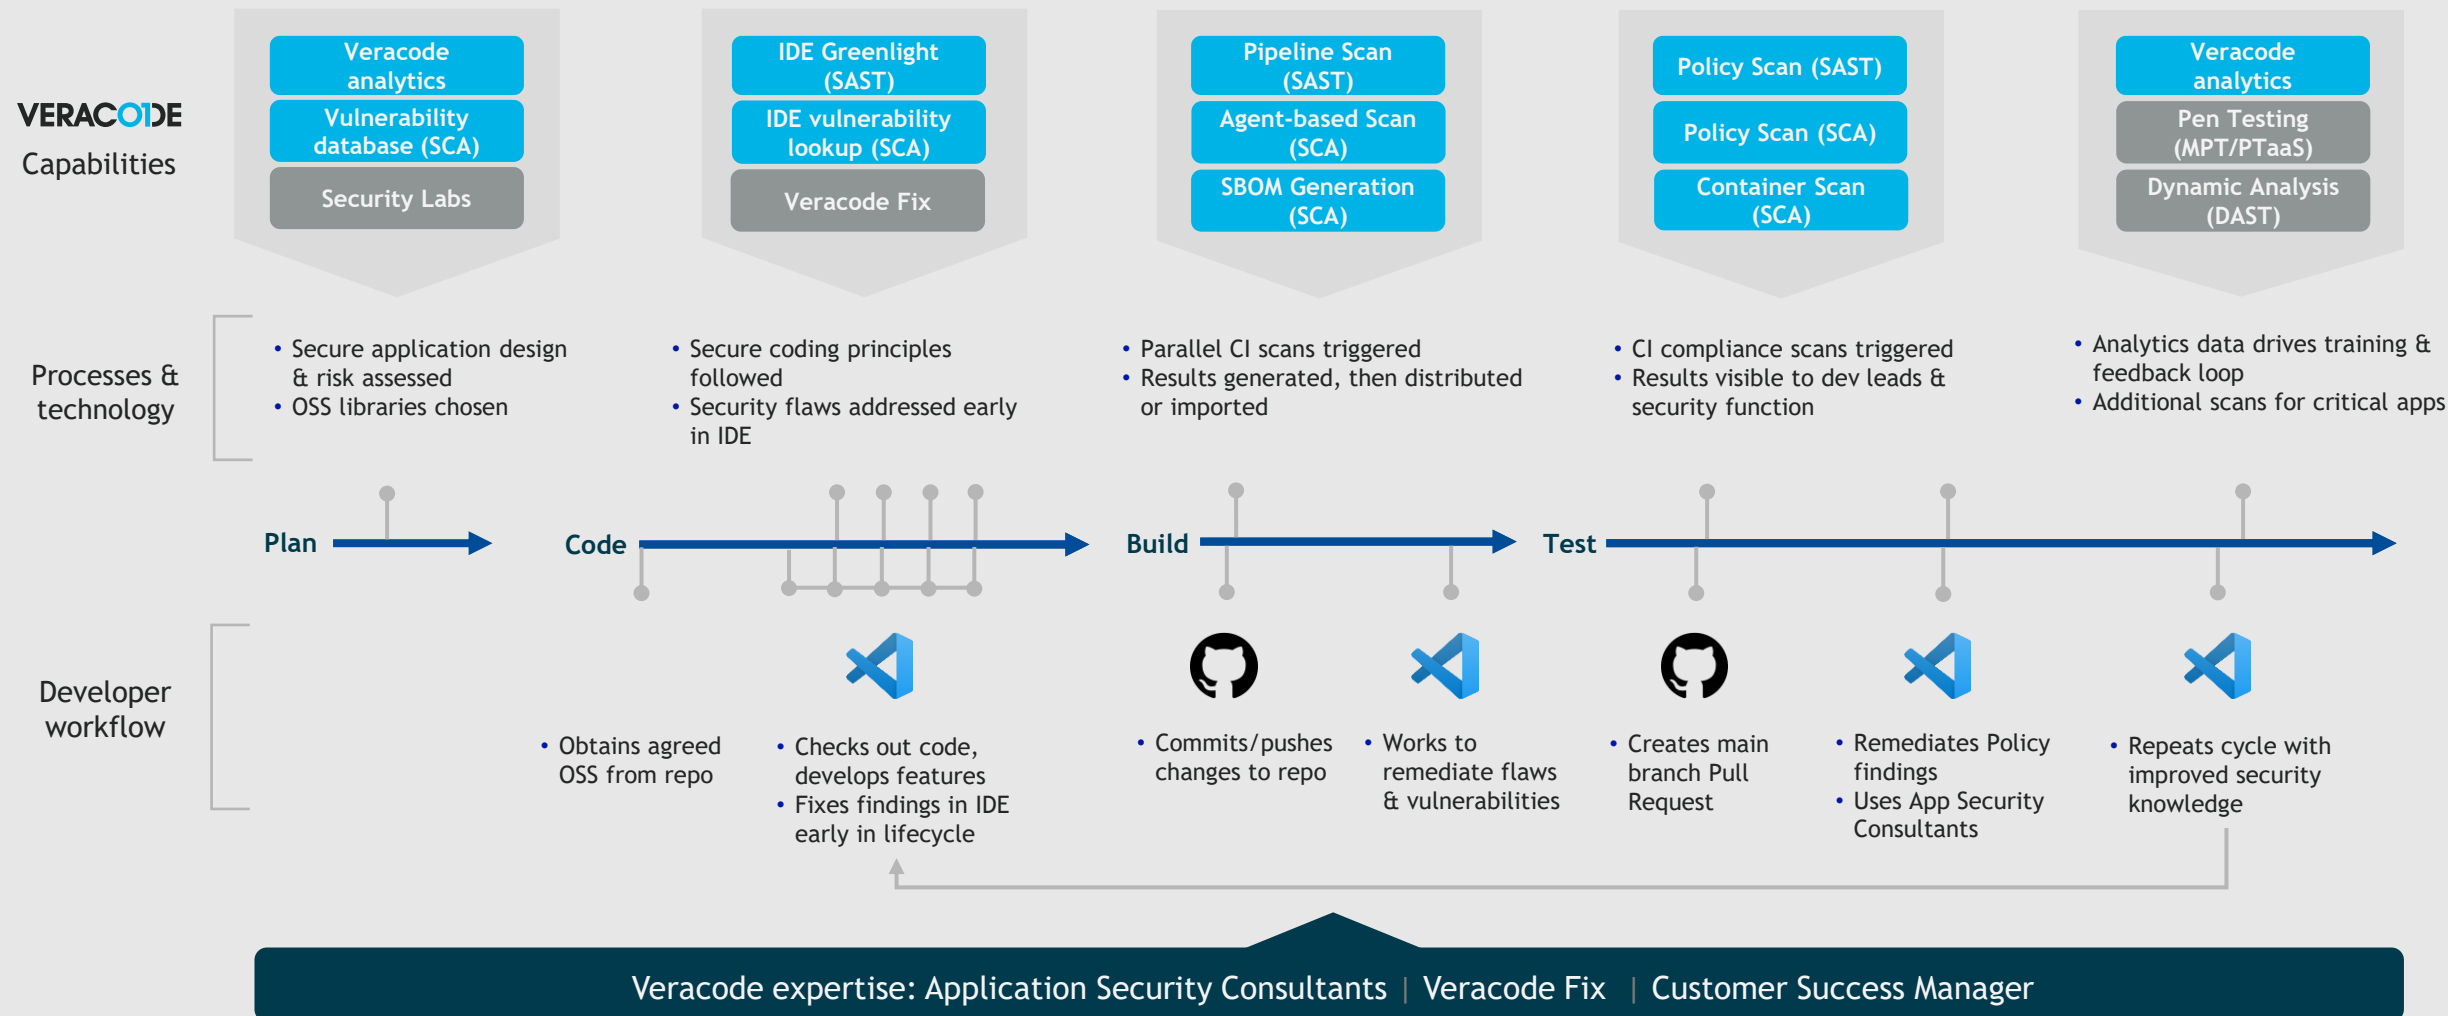 VERACODE
Capabilities
Veracode
analytics
Vulnerability
database (SCA)
Security Labs
IDE Greenlight
(SAST)
IDE vulnerability
lookup (SCA)
Veracode Fix
Pipeline Scan
(SAST)
Agent-based Scan
(SCA)
SBOM Generation
(SCA)
Policy Scan (SAST)
Policy Scan (SCA)
Container Scan
(SCA)
Veracode
analytics
Pen Testing
(MPT/PTaaS)
Dynamic Analysis
(DAST)
Processes &
technology
• Secure application design
& risk assessed
• OSS libraries chosen
• Secure coding principles
followed
• Security flaws addressed early
in IDE
• Parallel CI scans triggered
• Results generated, then distributed
or imported
• CI compliance scans triggered
• Results visible to dev leads &
security function
• Analytics data drives training &
feedback loop
• Additional scans for critical apps
Plan
Code
Build
Test
Developer
workflow
• Obtains agreed
OSS from repo
• Checks out code,
develops features
• Fixes findings in IDE
early in lifecycle
• Commits/pushes
changes to repo
• Works to
remediate flaws
& vulnerabilities
• Creates main
branch Pull
Request
• Remediates Policy
findings
• Uses App Security
Consultants
• Repeats cycle with
improved security
knowledge
Veracode expertise: Application Security Consultants | Veracode Fix | Customer Success Manager